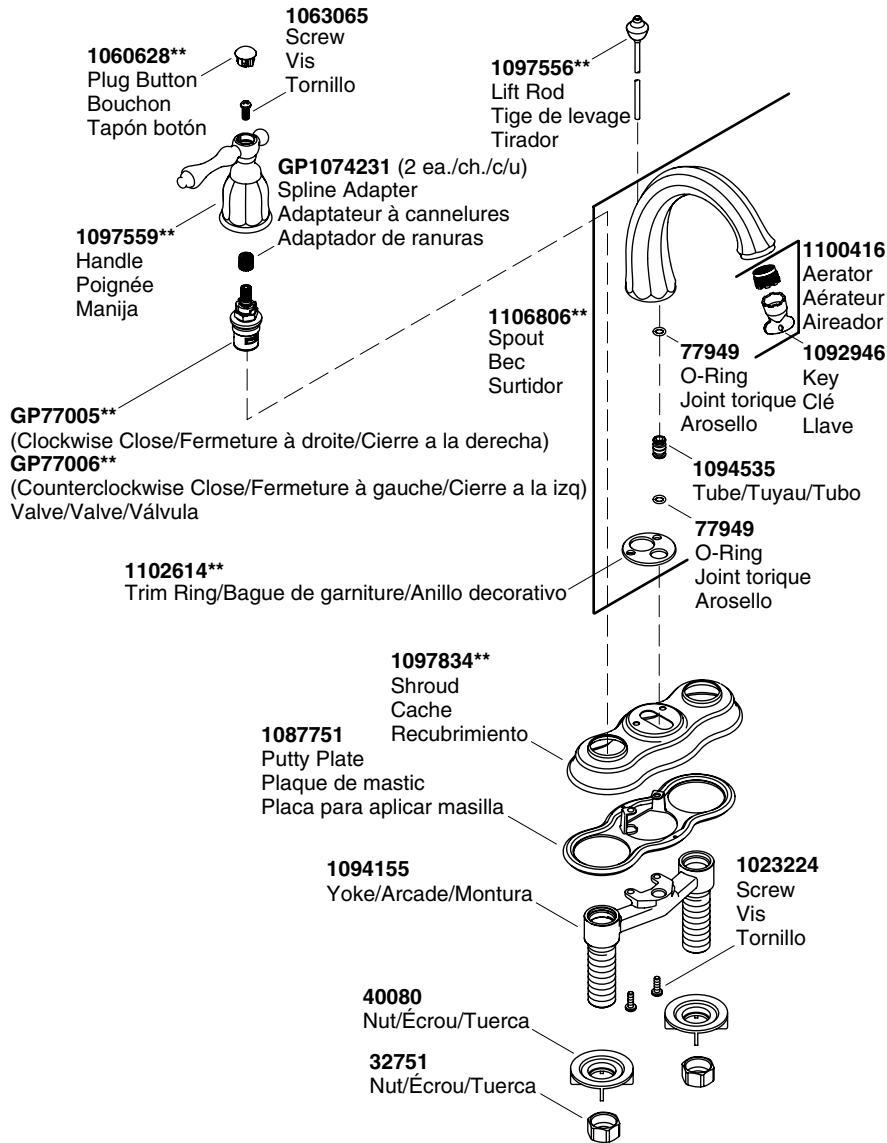 1063065
Screw
Vis
Tornillo
1060628**
Plug Button
Bouchon
Tapón botón
1097556**
Lift Rod
Tige de levage
Tirador
GP1074231 (2 ea./ch./c/u)
Spline Adapter
Adaptateur à cannelures
Adaptador de ranuras
1097559**
Handle
Poignée
Manija
1100416
Aerator
Aérateur
Aireador
1106806**
Spout
Bec
Surtidor
77949
O-Ring
Joint torique
Arosello
1092946
Key
Clé
Llave
GP77005**
(Clockwise Close/Fermeture à droite/Cierre a la derecha)
GP77006**
(Counterclockwise Close/Fermeture à gauche/Cierre a la izq)
Valve/Valve/Válvula
1094535
Tube/Tuyau/Tubo
77949
O-Ring
Joint torique
Arosello
1102614**
Trim Ring/Bague de garniture/Anillo decorativo
1097834**
Shroud
Cache
Recubrimiento
1087751
Putty Plate
Plaque de mastic
Placa para aplicar masilla
1094155
Yoke/Arcade/Montura
1023224
Screw
Vis
Tornillo
40080
Nut/Écrou/Tuerca
32751
Nut/Écrou/Tuerca